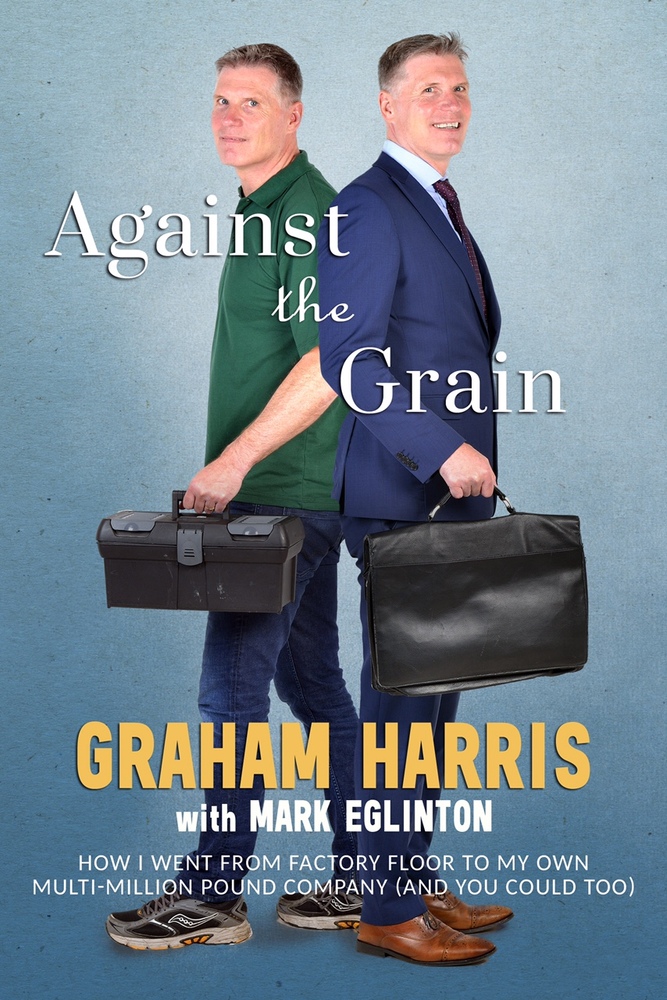 Against
the
Grain
GRAHAM HARRIS
with MARK EGLINTON
HOW I WENT FROM FACTORY FLOOR TO MY OWN
MULTI-MILLION POUND COMPANY (AND YOU COULD TOO)